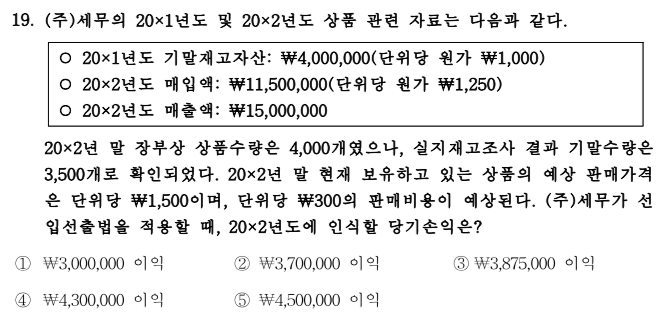 19. (주)세무의 20×1년도 및 20×2년도 상품 관련 자료는 다음과 같다.
○ 20×1년도 기말재고자산: ₩4,000,000(단위당 원가 ₩1,000)
○ 20×2년도 매입액: ₩11,500,000(단위당 원가 ₩1,250)
○ 20×2년도 매출액: ₩15,000,000
20×2년 말 장부상 상품수량은 4,000개였으나, 실지재고조사 결과 기말수량은
3,500개로 확인되었다. 20×2년 말 현재 보유하고 있는 상품의 예상 판매가격
은 단위당 ₩1,500이며, 단위당 ₩300의 판매비용이 예상된다. (주)세무가 선
입선출법을 적용할 때, 20×2년도에 인식할 당기손익은?
① ₩3,000,000 이익 ② ₩3,700,000 이익 ③ ₩3,875,000 이익
④ ₩4,300,000 이익 ⑤ ₩4,500,000 이익